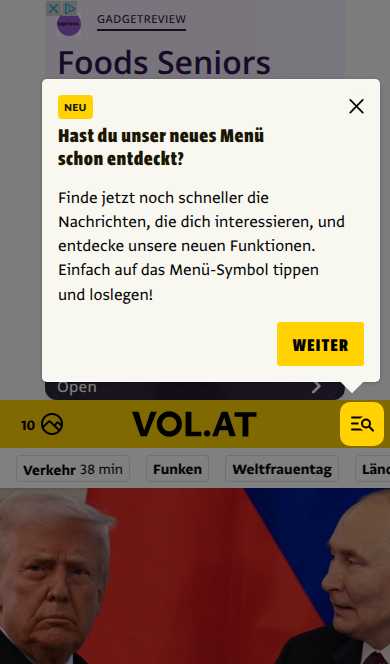 GADGETREVIEW
Foods Seniors
NEU
Hast du unser neues Menü
schon entdeckt?
Finde jetzt noch schneller die
Nachrichten, die dich interessieren, und
entdecke unsere neuen Funktionen.
Einfach auf das Menü-Symbol tippen
und loslegen!
WEITER
Open
10 VOL.AT
Verkehr 38 min Funken Weltfrauentag Länd